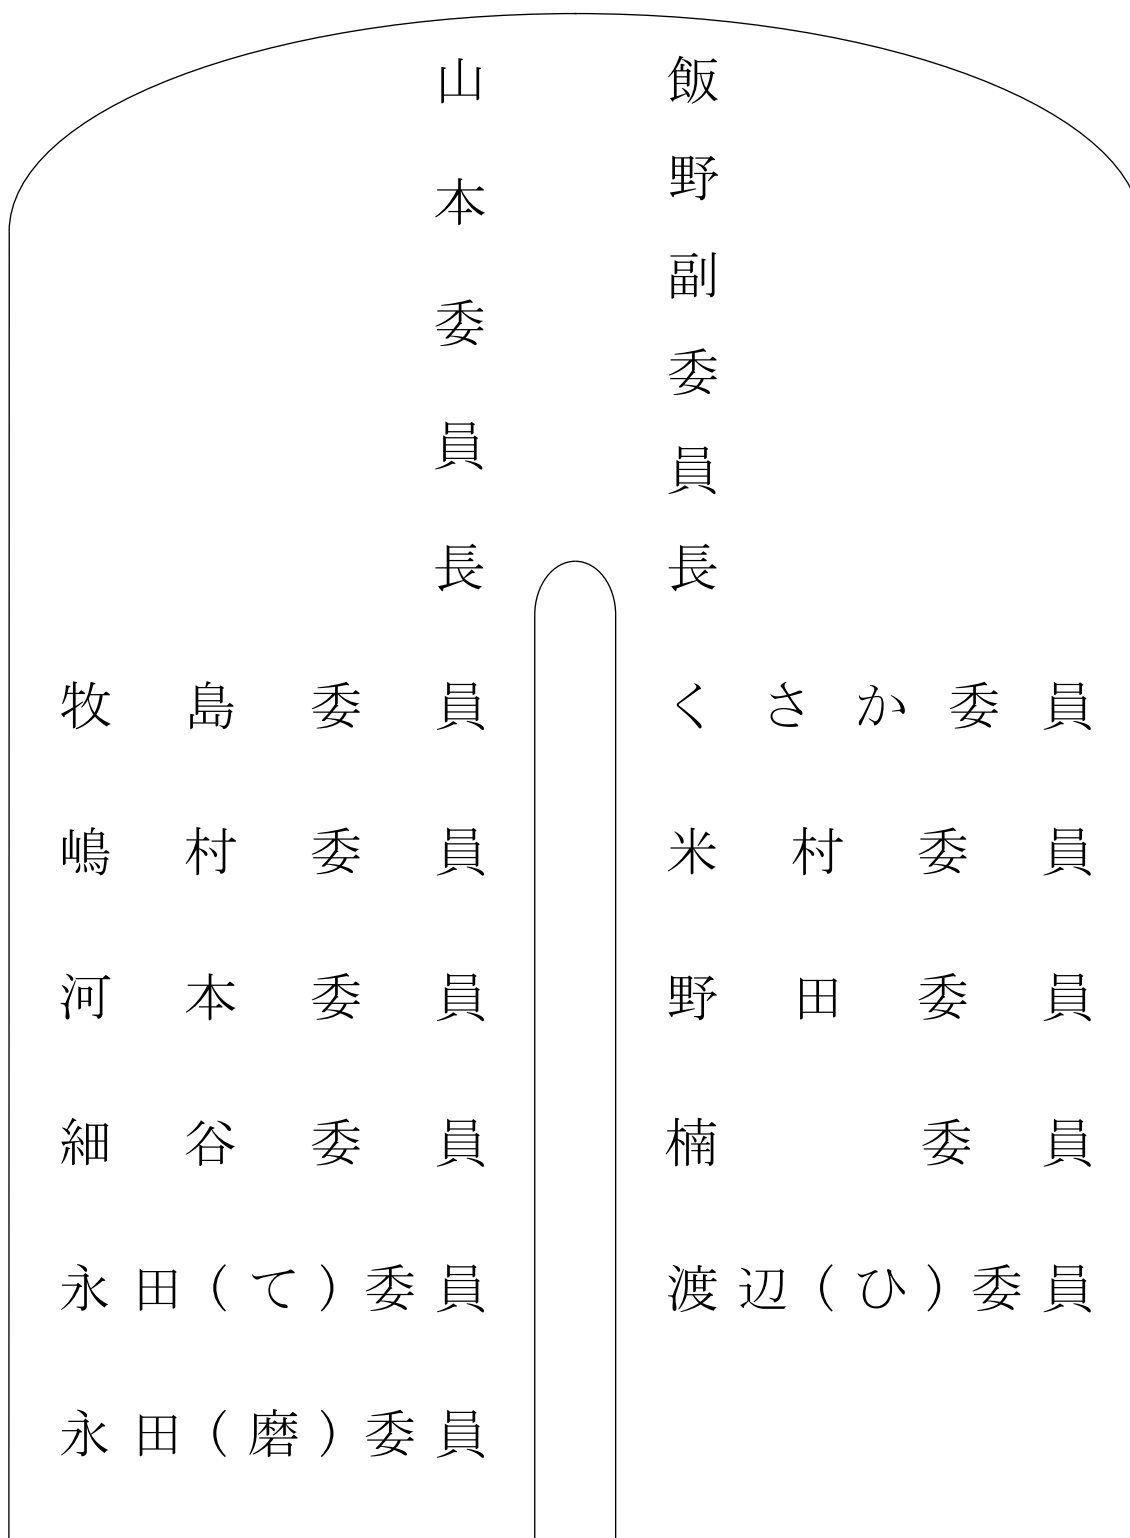 山本委員長
飯野副委員長
牧島委員
くさか委員
嶋村委員
米村委員
河本委員
野田委員
細谷委員
楠委員
永田(て)委員
渡辺(ひ)委員
永田(磨)委員